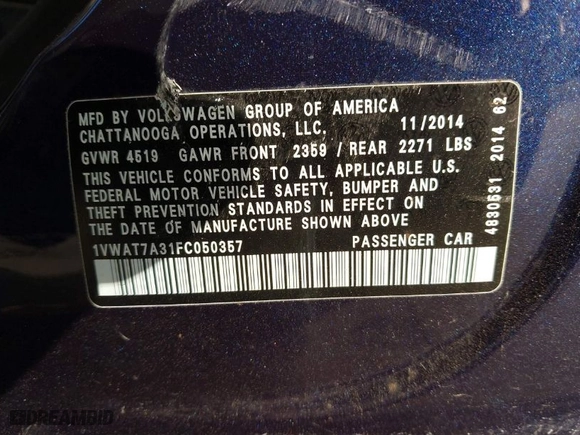 MFD BY VOLKSWAGEN GROUP OF AMERICA
CHATTANOOGA OPERATIONS, LLC. 11/2014
GVWR 4519 GAWR FRONT 2359 / REAR 2271 LBS
THIS VEHICLE CONFORMS TO ALL APPLICABLE U.S.
FEDERAL MOTOR VEHICLE SAFETY, BUMPER AND
THEFT PREVENTION STANDARDS IN EFFECT ON
THE DATE OF MANUFACTURE SHOWN ABOVE
1VWAT7A31FC050357 PASSENGER CAR
4830531 2014 62
DREAMBID